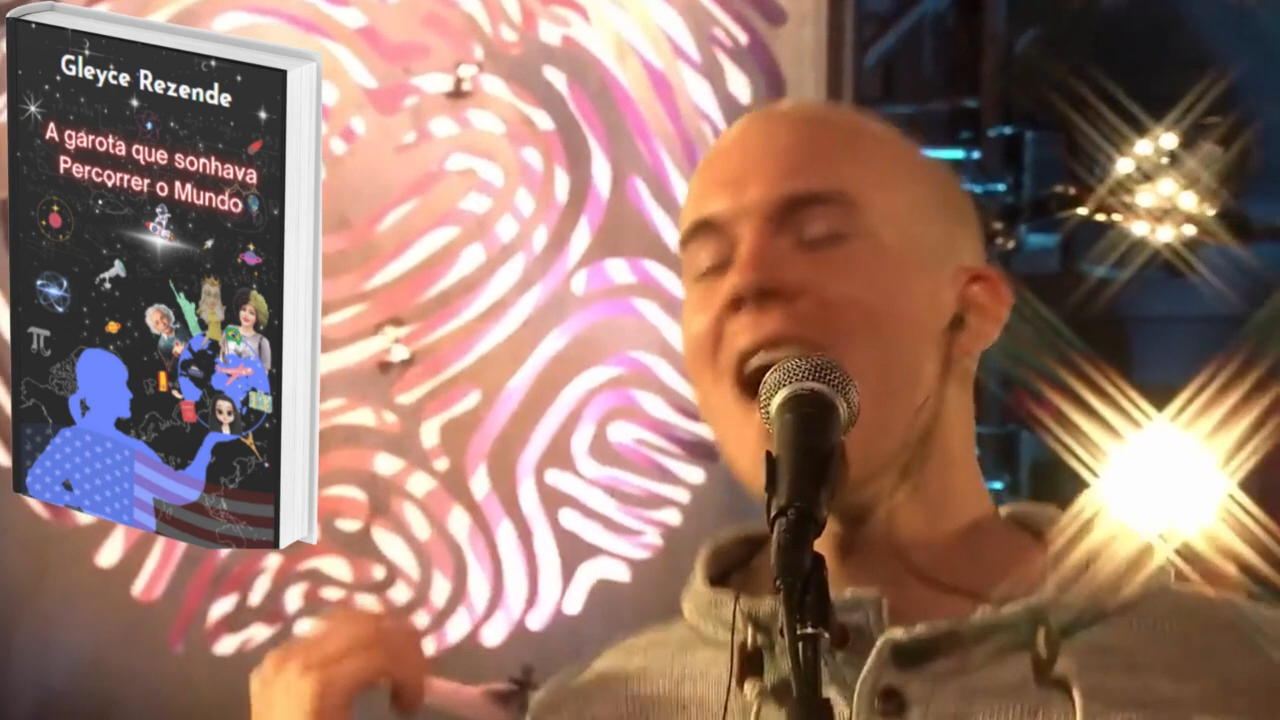 Gleyce Rezende
A garota que sonhava
Percorrer o Mundo
π